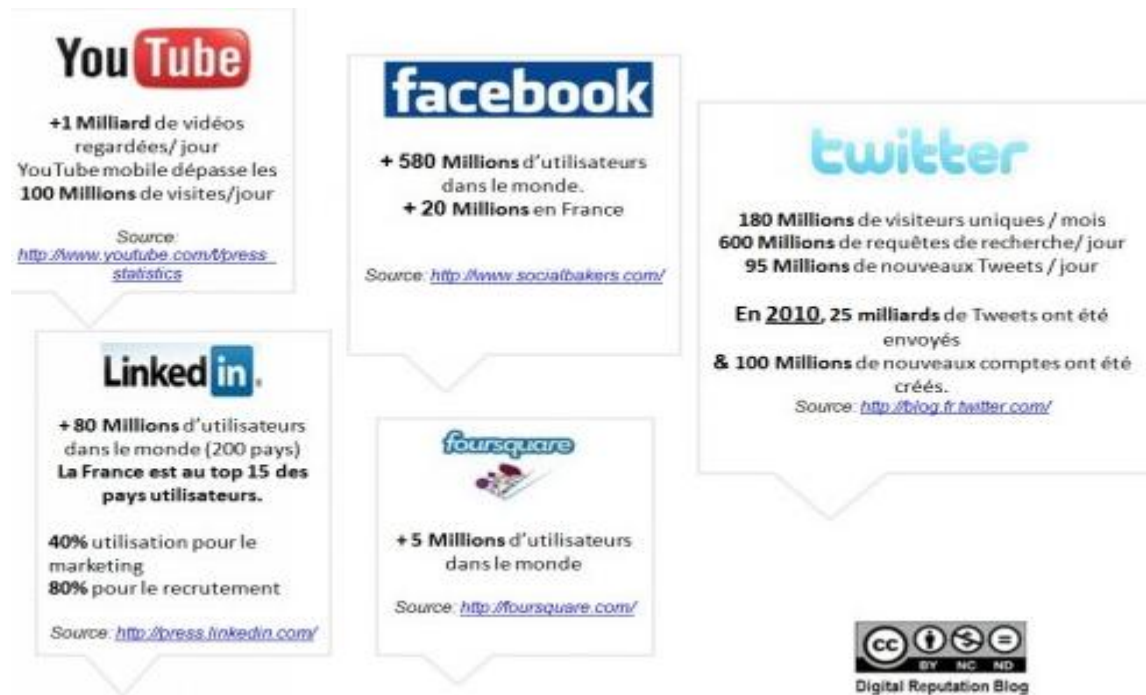 YouTube
+1 Milliard de vidéos
regardées/ jour
YouTube mobile dépasse les
100 Millions de visites/jour
Source:
http://www.youtube.com/t/press_
statistics
facebook
+ 580 Millions d'utilisateurs
dans le monde.
+ 20 Millions en France
Source: http://www.socialbakers.com/
twitter
180 Millions de visiteurs uniques / mois
600 Millions de requêtes de recherche/ jour
95 Millions de nouveaux Tweets / jour
En 2010, 25 milliards de Tweets ont été
envoyés
& 100 Millions de nouveaux comptes ont été
créés.
Source: http://blog.fr.twitter.com/
Linked in.
+ 80 Millions d'utilisateurs
dans le monde (200 pays)
La France est au top 15 des
pays utilisateurs.
40% utilisation pour le
marketing
80% pour le recrutement
Source: http://press.linkedin.com/
foursquare
+ 5 Millions d'utilisateurs
dans le monde
Source: http://foursquare.com/
cc
BY NC ND
Digital Reputation Blog